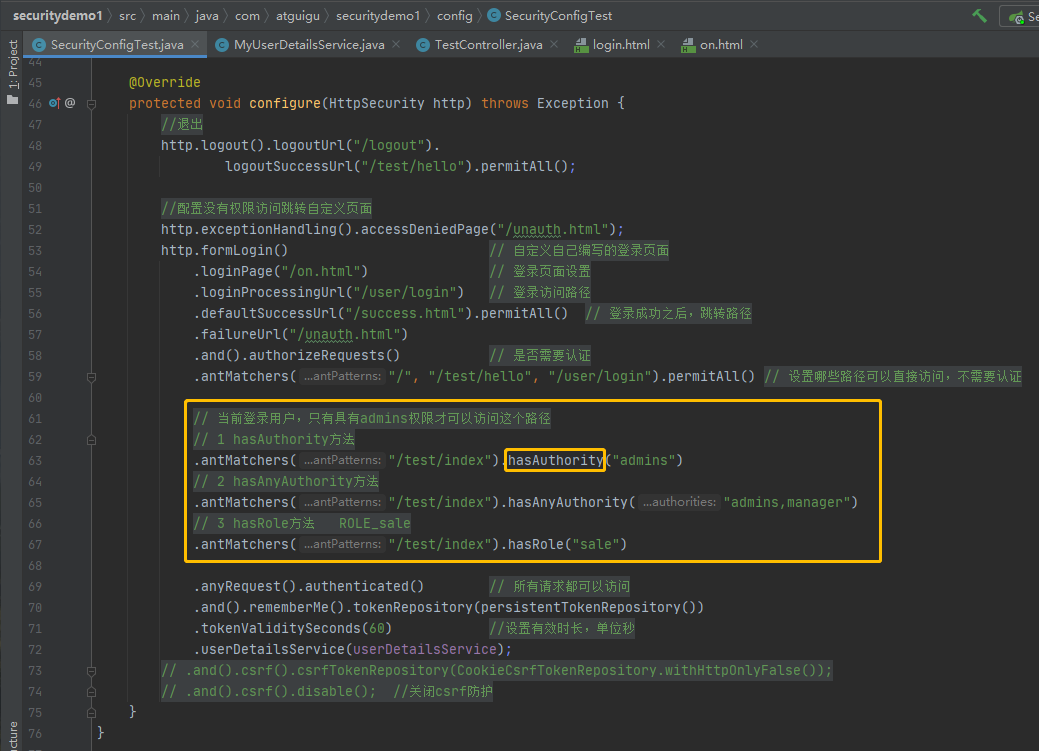 securitydemo1 〉 src 〉 main 〉 java 〉 com 〉 atguigu 〉 securitydemo1 〉 config 〉 SecurityConfigTest
SecurityConfigTest.java × MyUserDetailsService.java × TestController.java × login.html × on.html ×
1: Project
44
45 @Override
46 @ protected void configure(HttpSecurity http) throws Exception {
47 //退出
48 http.logout().logoutUrl("/logout").
49 logoutSuccessUrl("/test/hello").permitAll();
50
51 //配置没有权限访问跳转自定义页面
52 http.exceptionHandling().accessDeniedPage("/unauth.html");
53 http.formLogin() // 自定义自己编写的登录页面
54 .loginPage("/on.html") // 登录页面设置
55 .loginProcessingUrl("/user/login") // 登录访问路径
56 .defaultSuccessUrl("/success.html").permitAll() // 登录成功之后，跳转路径
57 .failureUrl("/unauth.html")
58 .and().authorizeRequests() // 是否需要认证
59 .antMatchers( ...antPatterns: "/", "/test/hello", "/user/login").permitAll() // 设置哪些路径可以直接访问，不需要认证
60
61 // 当前登录用户，只有具有admins权限才可以访问这个路径
62 // 1 hasAuthority方法
63 .antMatchers( ...antPatterns: "/test/index").hasAuthority("admins")
64 // 2 hasAnyAuthority方法
65 .antMatchers( ...antPatterns: "/test/index").hasAnyAuthority( ...authorities: "admins,manager")
66 // 3 hasRole方法 ROLE_sale
67 .antMatchers( ...antPatterns: "/test/index").hasRole("sale")
68
69 .anyRequest().authenticated() // 所有请求都可以访问
70 .and().rememberMe().tokenRepository(persistentTokenRepository())
71 .tokenValiditySeconds(60) //设置有效时长，单位秒
72 .userDetailsService(userDetailsService);
73 // .and().csrf().csrfTokenRepository(CookieCsrfTokenRepository.withHttpOnlyFalse());
74 // .and().csrf().disable(); //关闭csrf防护
75 }
76 }